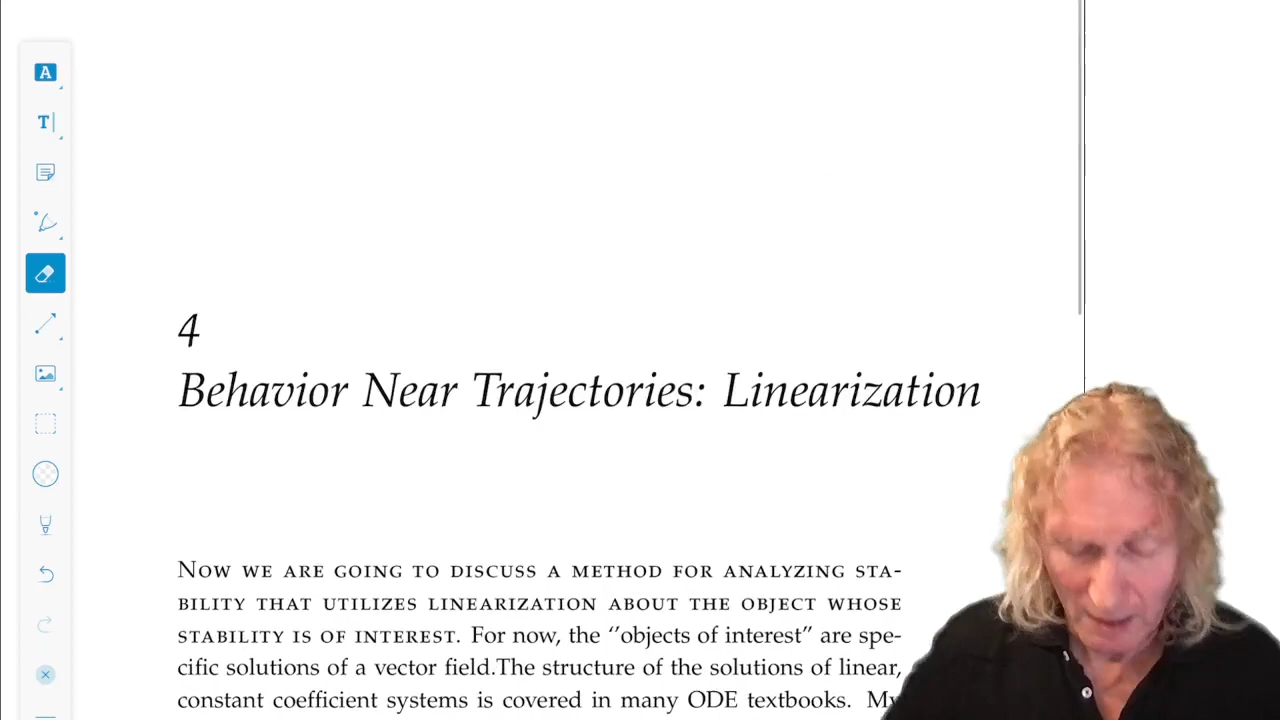 A
T
4
Behavior Near Trajectories: Linearization
NOW WE ARE GOING TO DISCUSS A METHOD FOR ANALYZING STA-
BILITY THAT UTILIZES LINEARIZATION ABOUT THE OBJECT WHOSE
STABILITY IS OF INTEREST. For now, the ‘’objects of interest” are spe-
cific solutions of a vector field.The structure of the solutions of linear,
constant coefficient systems is covered in many ODE textbooks. My